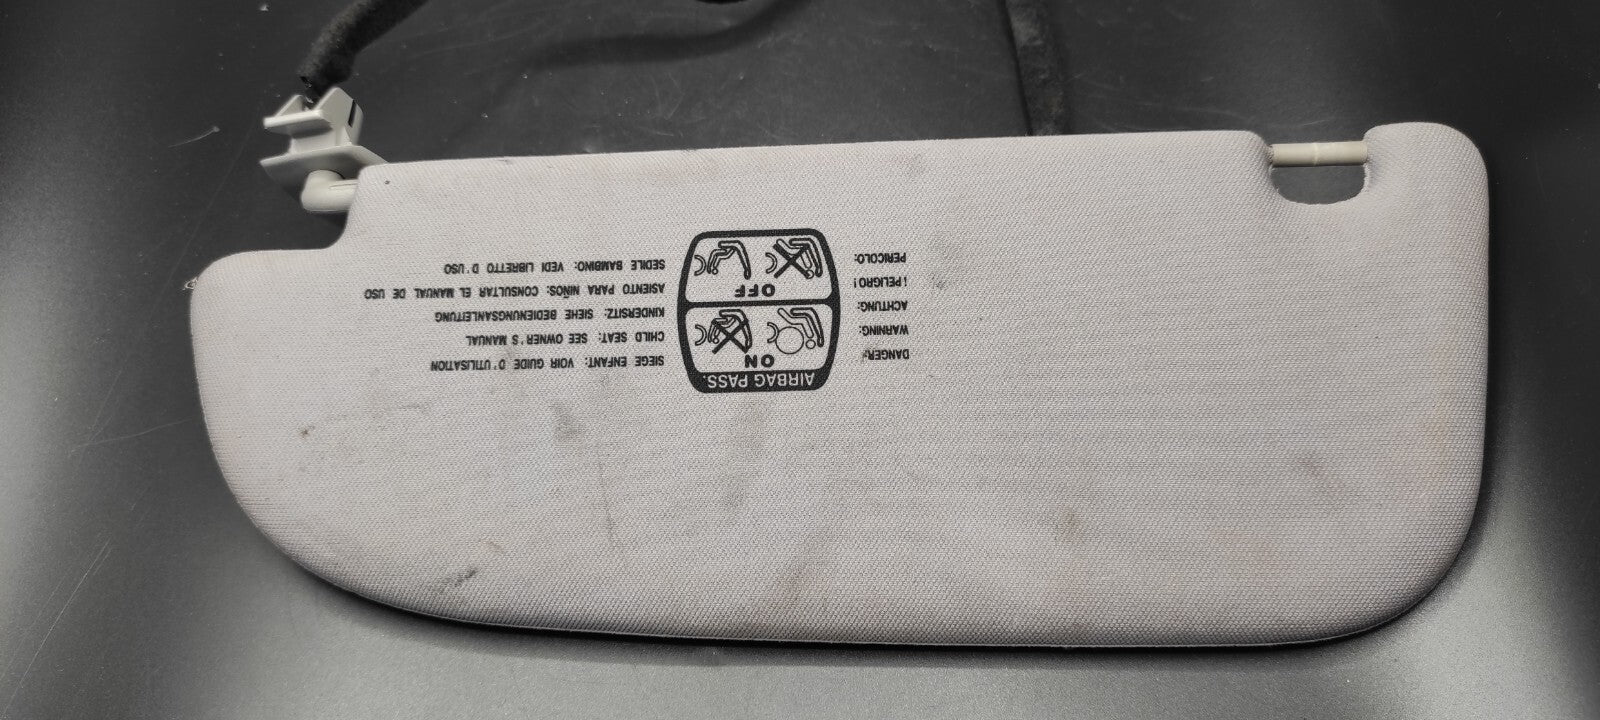 AIRBAG PASS.
ON
OFF
DANGER: SIEGE ENFANT: VOIR GUIDE D'UTILISATION
WARNING: CHILD SEAT: SEE OWNER'S MANUAL
ACHTUNG: KINDERSITZ: SIEHE BEDIENUNGSANLEITUNG
¡PELIGRO! ASIENTO PARA NIÑOS: CONSULTAR EL MANUAL DE USO
PERICOLO: SEDILE BAMBINO: VEDI LIBRETTO D'USO